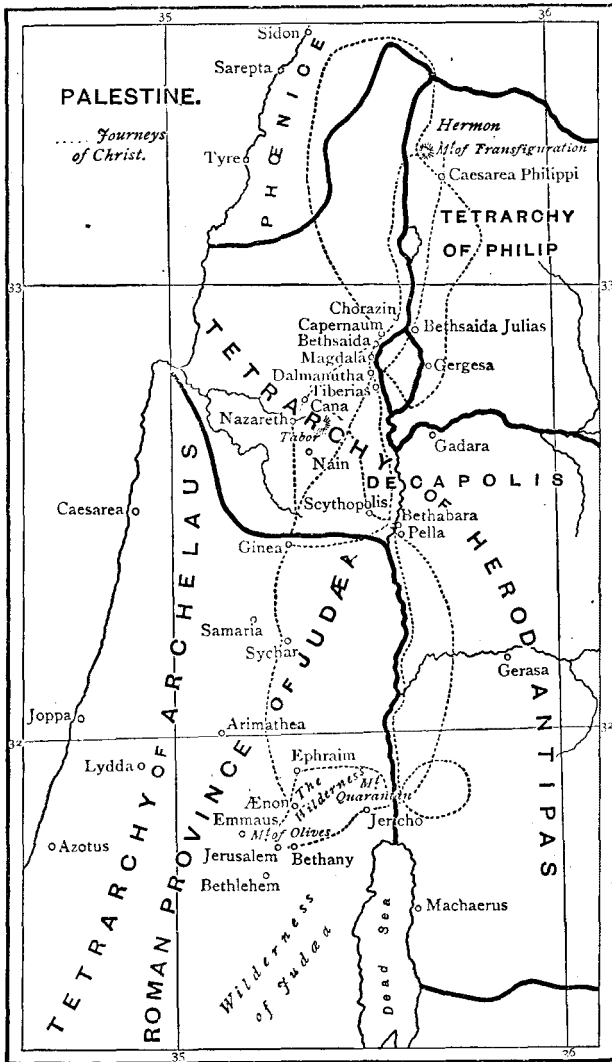 35
36
Sidon
Sarepta
PALESTINE.
..... Journeys
of Christ.
PHŒNICE
Hermon
Mt. of Transfiguration
Tyre
Caesarea Philippi
TETRARCHY
OF PHILIP
33
33
Chorazin
Capernaum
Bethsaida Julias
Bethsaida
Magdala
Gergesa
Dalmanutha
Tiberias
Cana
Nazareth
Tabor
Gadara
Nain
DECAPOLIS
TETRARCHY OF HEROD ANTIPAS
Scythopolis
Caesarea
Bethabara
Pella
Ginea
Samaria
Sychar
Gerasa
Joppa
Arimathea
32
32
Lydda
Ephraim
The
Wilderness
Mt.
Quarantan
Ænon
Emmaus
Mt. of Olives
Jericho
Azotus
Jerusalem
Bethany
Bethlehem
Machaerus
Wilderness
of Judæa
Dead Sea
TETRARCHY OF ARCHELAUS
ROMAN PROVINCE OF JUDÆA
35
36